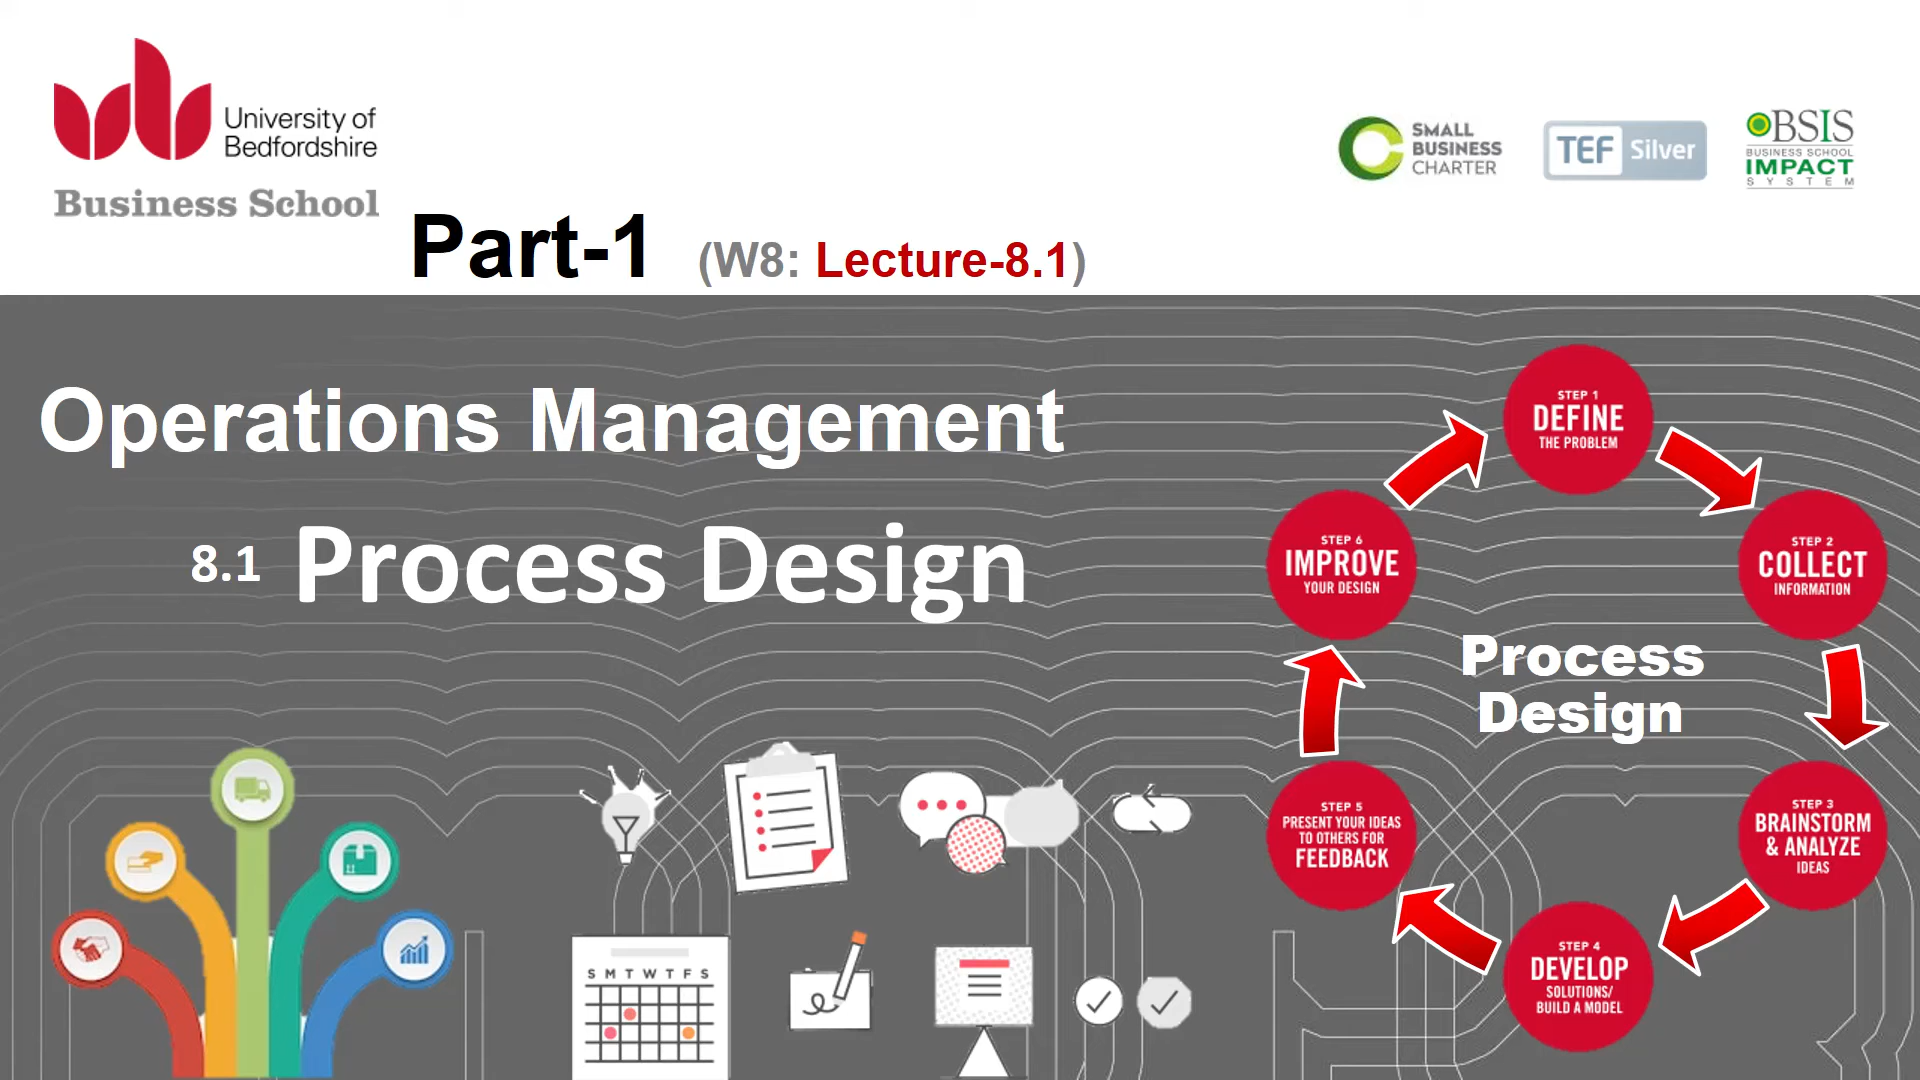 University of
Bedfordshire
Business School
SMALL
BUSINESS
CHARTER
TEF Silver
BSIS
BUSINESS SCHOOL
IMPACT
SYSTEM
Part-1 (W8: Lecture-8.1)
Operations Management
8.1 Process Design
STEP 1
DEFINE
THE PROBLEM
STEP 2
COLLECT
INFORMATION
STEP 3
BRAINSTORM
& ANALYZE
IDEAS
STEP 4
DEVELOP
SOLUTIONS/
BUILD A MODEL
STEP 5
PRESENT YOUR IDEAS
TO OTHERS FOR
FEEDBACK
STEP 6
IMPROVE
YOUR DESIGN
Process
Design
S M T W T F S